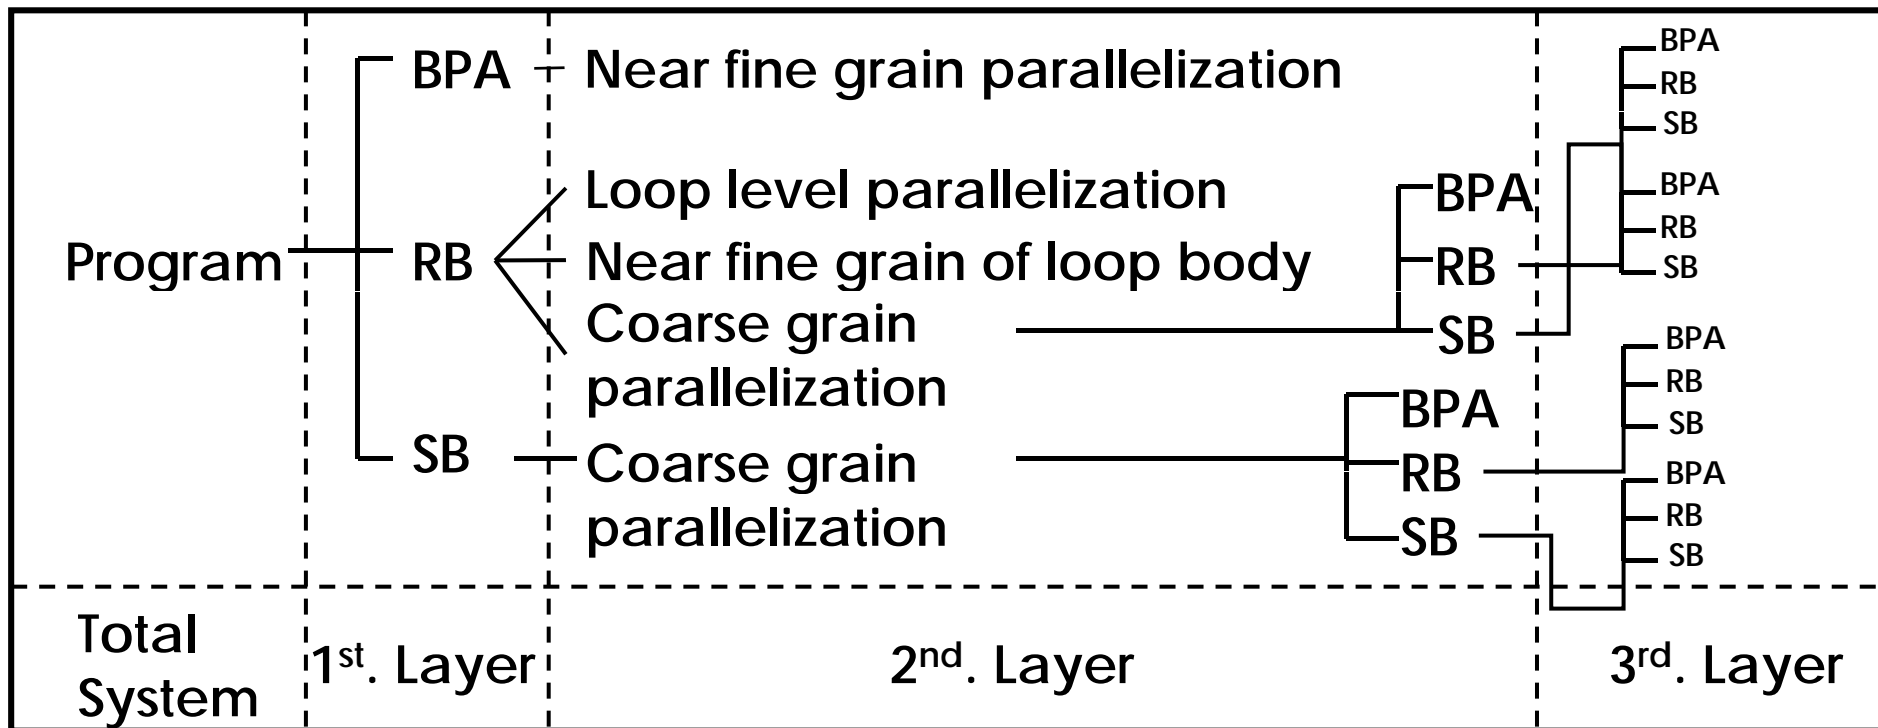 Program
BPA
RB
SB
Near fine grain parallelization
Loop level parallelization
Near fine grain of loop body
Coarse grain
parallelization
Coarse grain
parallelization
BPA
RB
SB
BPA
RB
SB
BPA
RB
SB
BPA
RB
SB
BPA
RB
SB
BPA
RB
SB
Total
System
1st. Layer
2nd. Layer
3rd. Layer